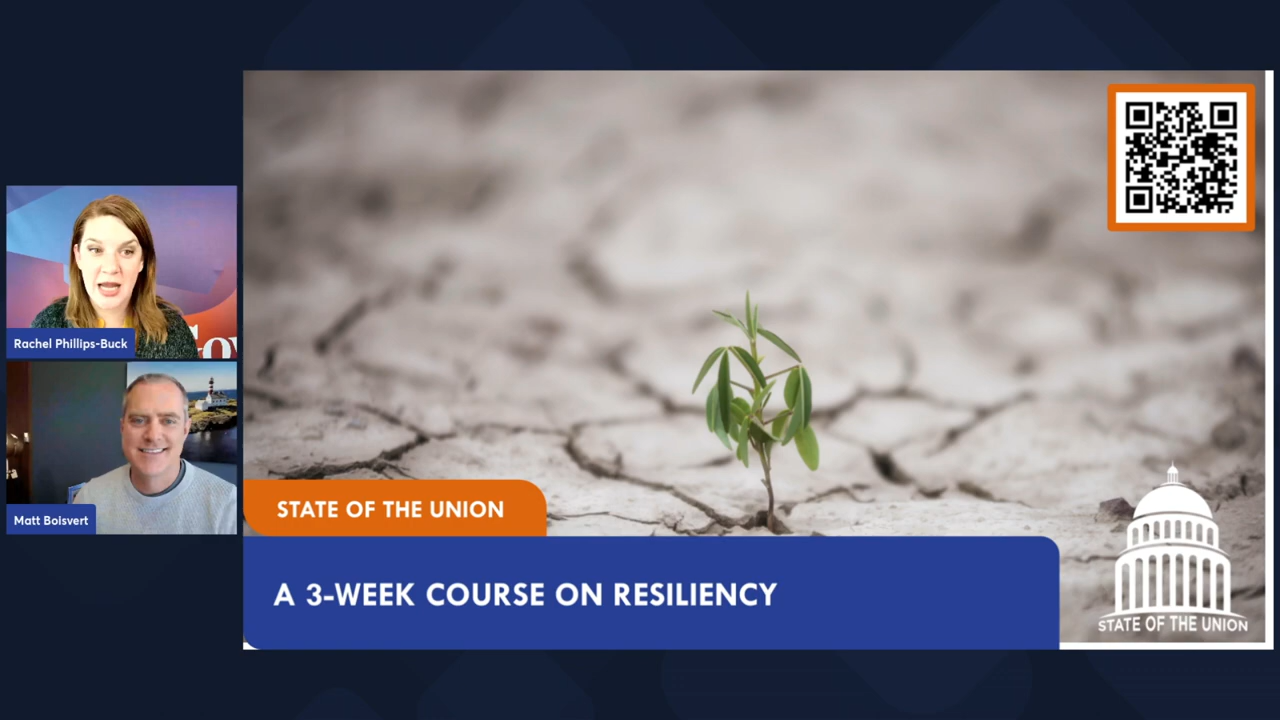 Rachel Phillips-Buck
Matt Boisvert
STATE OF THE UNION
A 3-WEEK COURSE ON RESILIENCY
STATE OF THE UNION